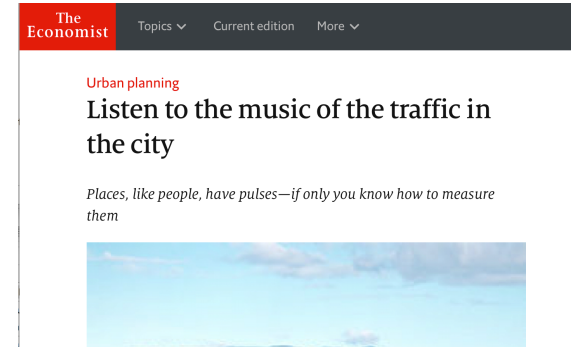 The
Economist
Topics Current edition More
Urban planning
Listen to the music of the traffic in
the city
Places, like people, have pulses—if only you know how to measure
them